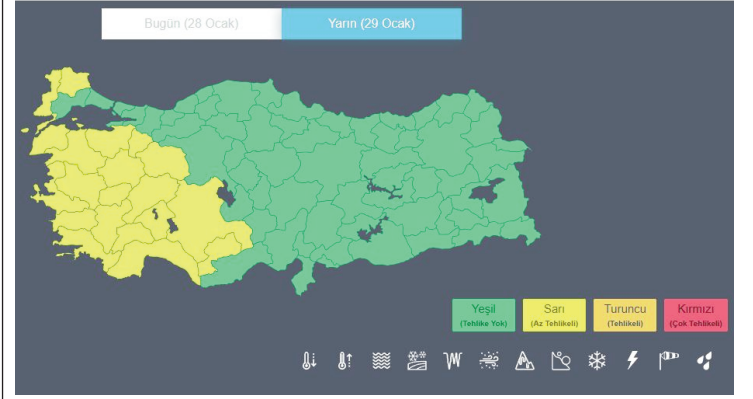 Bugün (28 Ocak) Yarın (29 Ocak)
Yeşil Sarı Turuncu Kırmızı
(Tehlike Yok) (Az Tehlikeli) (Tehlikeli) (Çok Tehlikeli)